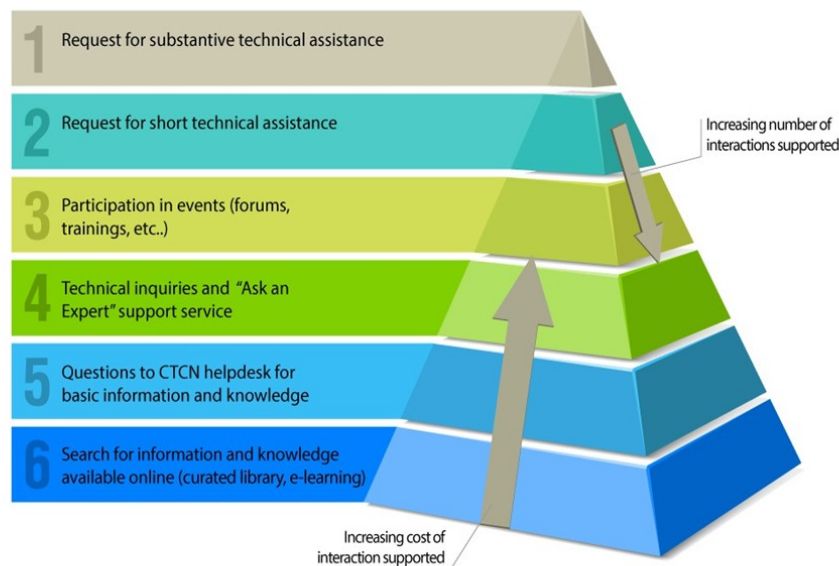 1
Request for substantive technical assistance
2
Request for short technical assistance
Increasing number of
interactions supported
3
Participation in events (forums,
trainings, etc..)
4
Technical inquiries and “Ask an
Expert” support service
5
Questions to CTCN helpdesk for
basic information and knowledge
6
Search for information and knowledge
available online (curated library, e-learning)
Increasing cost of
interaction supported